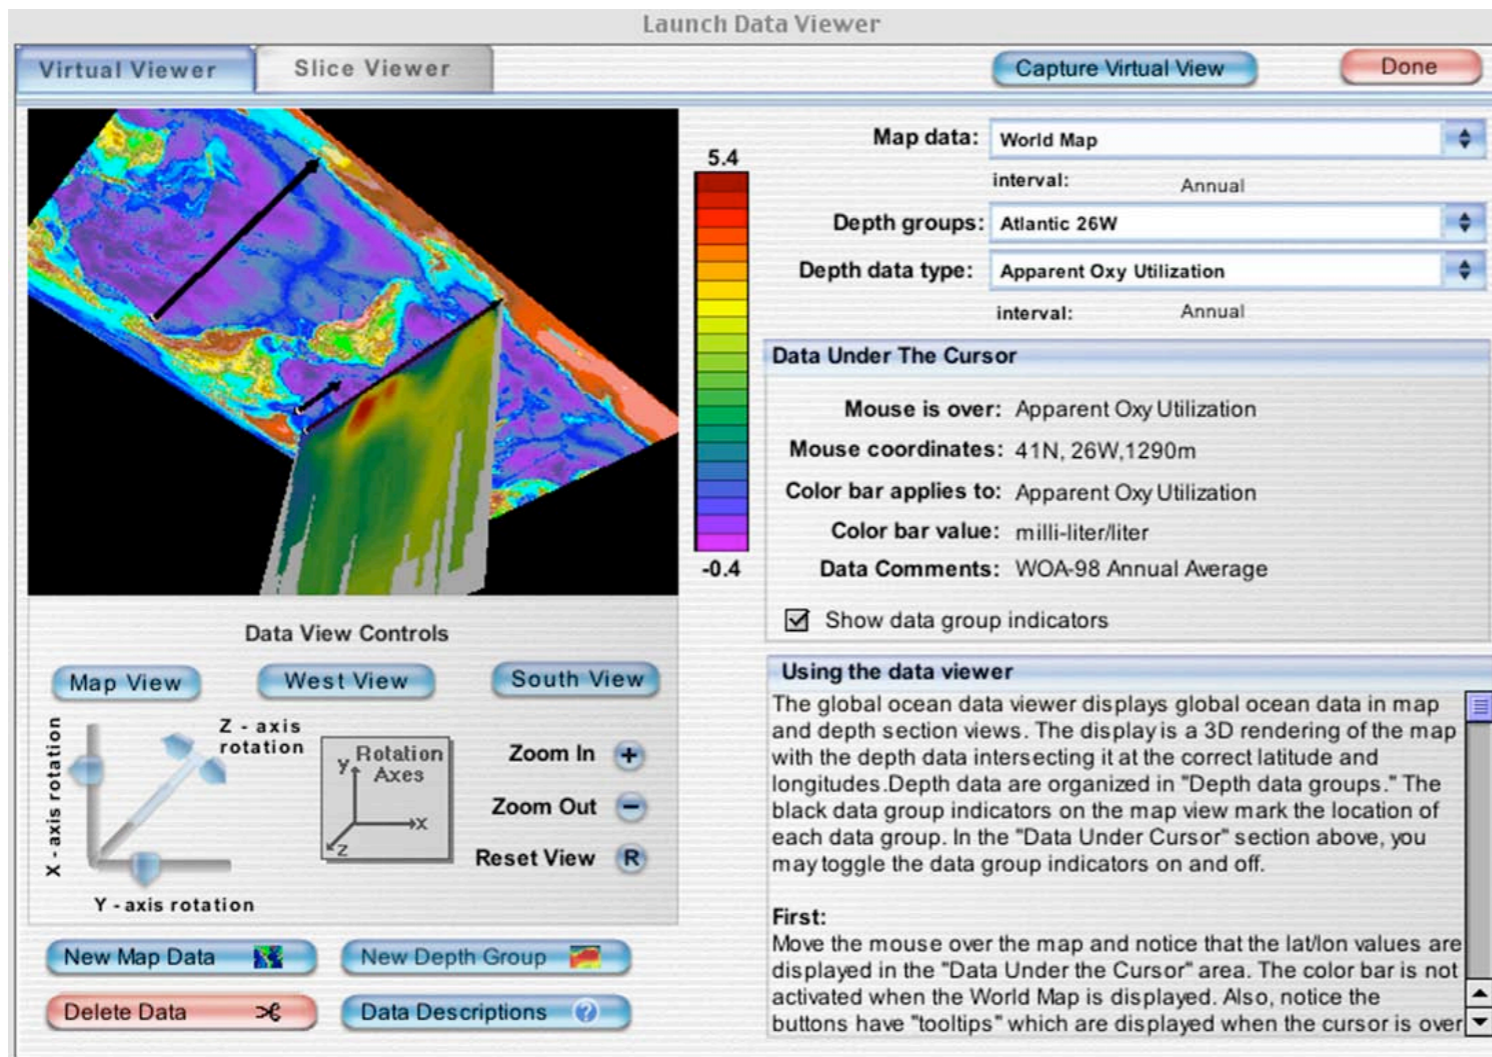 Launch Data Viewer
Virtual Viewer
Slice Viewer
Capture Virtual View
Done
5.4
-0.4
Map data: World Map
interval: Annual
Depth groups: Atlantic 26W
Depth data type: Apparent Oxy Utilization
interval: Annual
Data Under The Cursor
Mouse is over: Apparent Oxy Utilization
Mouse coordinates: 41N, 26W,1290m
Color bar applies to: Apparent Oxy Utilization
Color bar value: milli-liter/liter
Data Comments: WOA-98 Annual Average
Show data group indicators
Data View Controls
Map View
West View
South View
X - axis rotation
Z - axis
rotation
Y - axis rotation
Rotation
Axes
y
x
z
Zoom In +
Zoom Out −
Reset View R
New Map Data
New Depth Group
Delete Data
Data Descriptions ?
Using the data viewer
The global ocean data viewer displays global ocean data in map
and depth section views. The display is a 3D rendering of the map
with the depth data intersecting it at the correct latitude and
longitudes.Depth data are organized in "Depth data groups." The
black data group indicators on the map view mark the location of
each data group. In the "Data Under Cursor" section above, you
may toggle the data group indicators on and off.
First:
Move the mouse over the map and notice that the lat/lon values are
displayed in the "Data Under the Cursor" area. The color bar is not
activated when the World Map is displayed. Also, notice the
buttons have "tooltips" which are displayed when the cursor is over